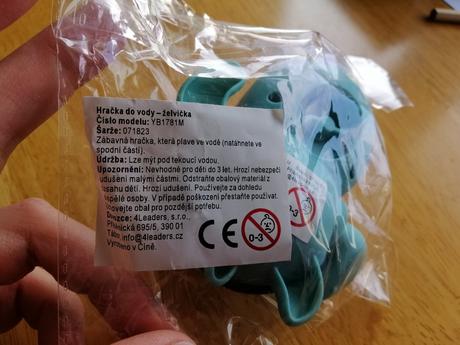 Hračka do vody – želvička
Číslo modelu: YB1781M
Šarže: 071823
Zábavná hračka, která plave ve vodě (natáhněte ve
spodní části).
Údržba: Lze mýt pod tekoucí vodou.
Upozornění: Nevhodné pro děti do 3 let. Hrozí nebezpečí
udušení malými částmi. Odstraňte obalový materiál z
dosahu dětí. Hrozí udušení. Používejte za dohledu
dospělé osoby. V případě poškození přestaňte používat.
Uchovejte obal pro pozdější potřebu.
Dovozce: 4Leaders, s.r.o.,
695/5, 390 01
Tábor, info@4leaders.cz
Vyrobeno v Číně.
CE
0-3